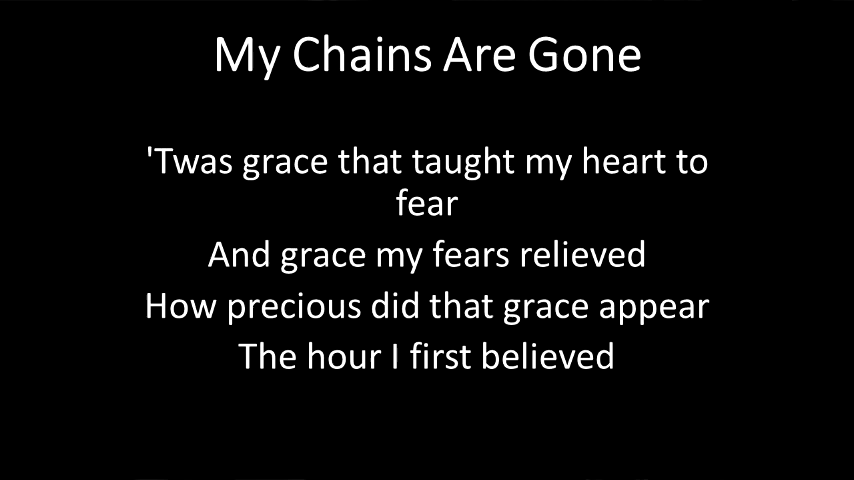 My Chains Are Gone
'Twas grace that taught my heart to
fear
And grace my fears relieved
How precious did that grace appear
The hour I first believed